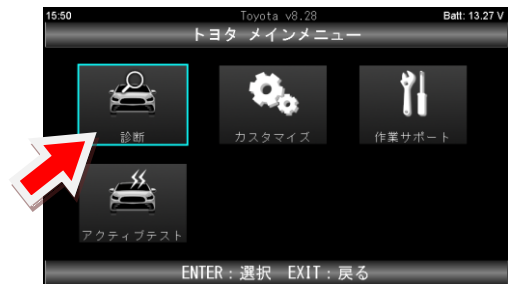 15:50 Toyota v8.28 Batt: 13.27 V
トヨタ メインメニュー
診断 カスタマイズ 作業サポート
アクティブテスト
ENTER：選択 EXIT：戻る